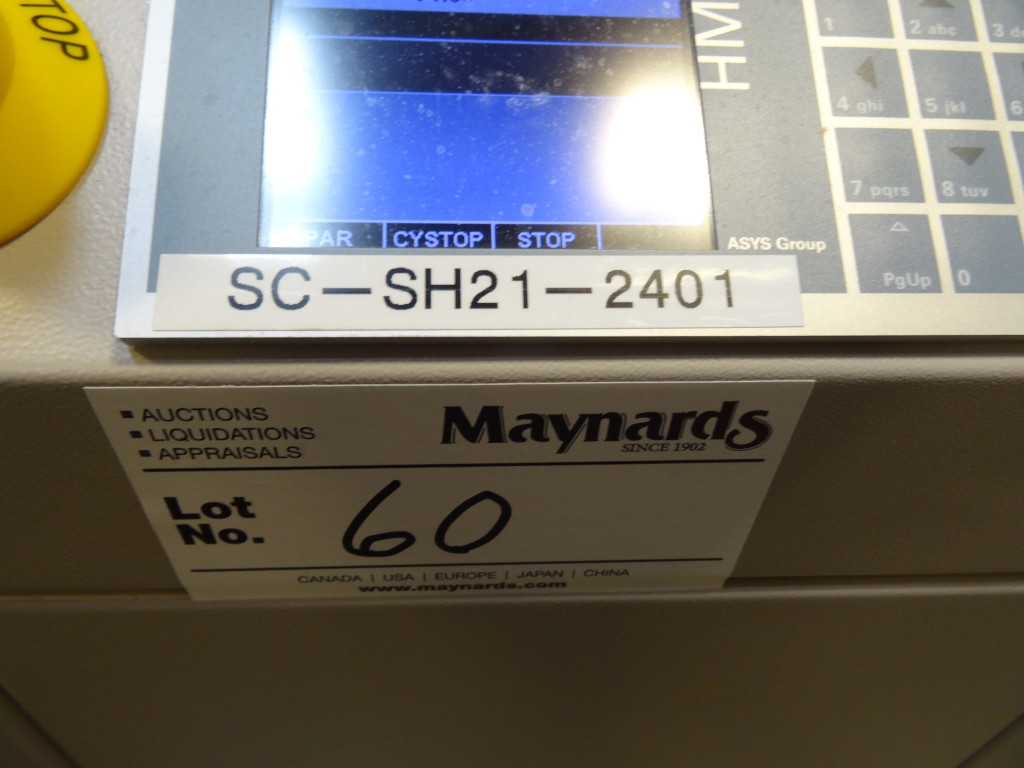 TOP
HM
1
2 abc
3 de
4 ghi
5 jkl
6
7 pqrs
8 tuv
PgUp
0
PAR
CYSTOP
STOP
ASYS Group
SC-SH21-2401
▪ AUCTIONS
▪ LIQUIDATIONS
▪ APPRAISALS
Maynards
SINCE 1902
Lot
No.
60
CANADA | USA | EUROPE | JAPAN | CHINA
www.maynards.com